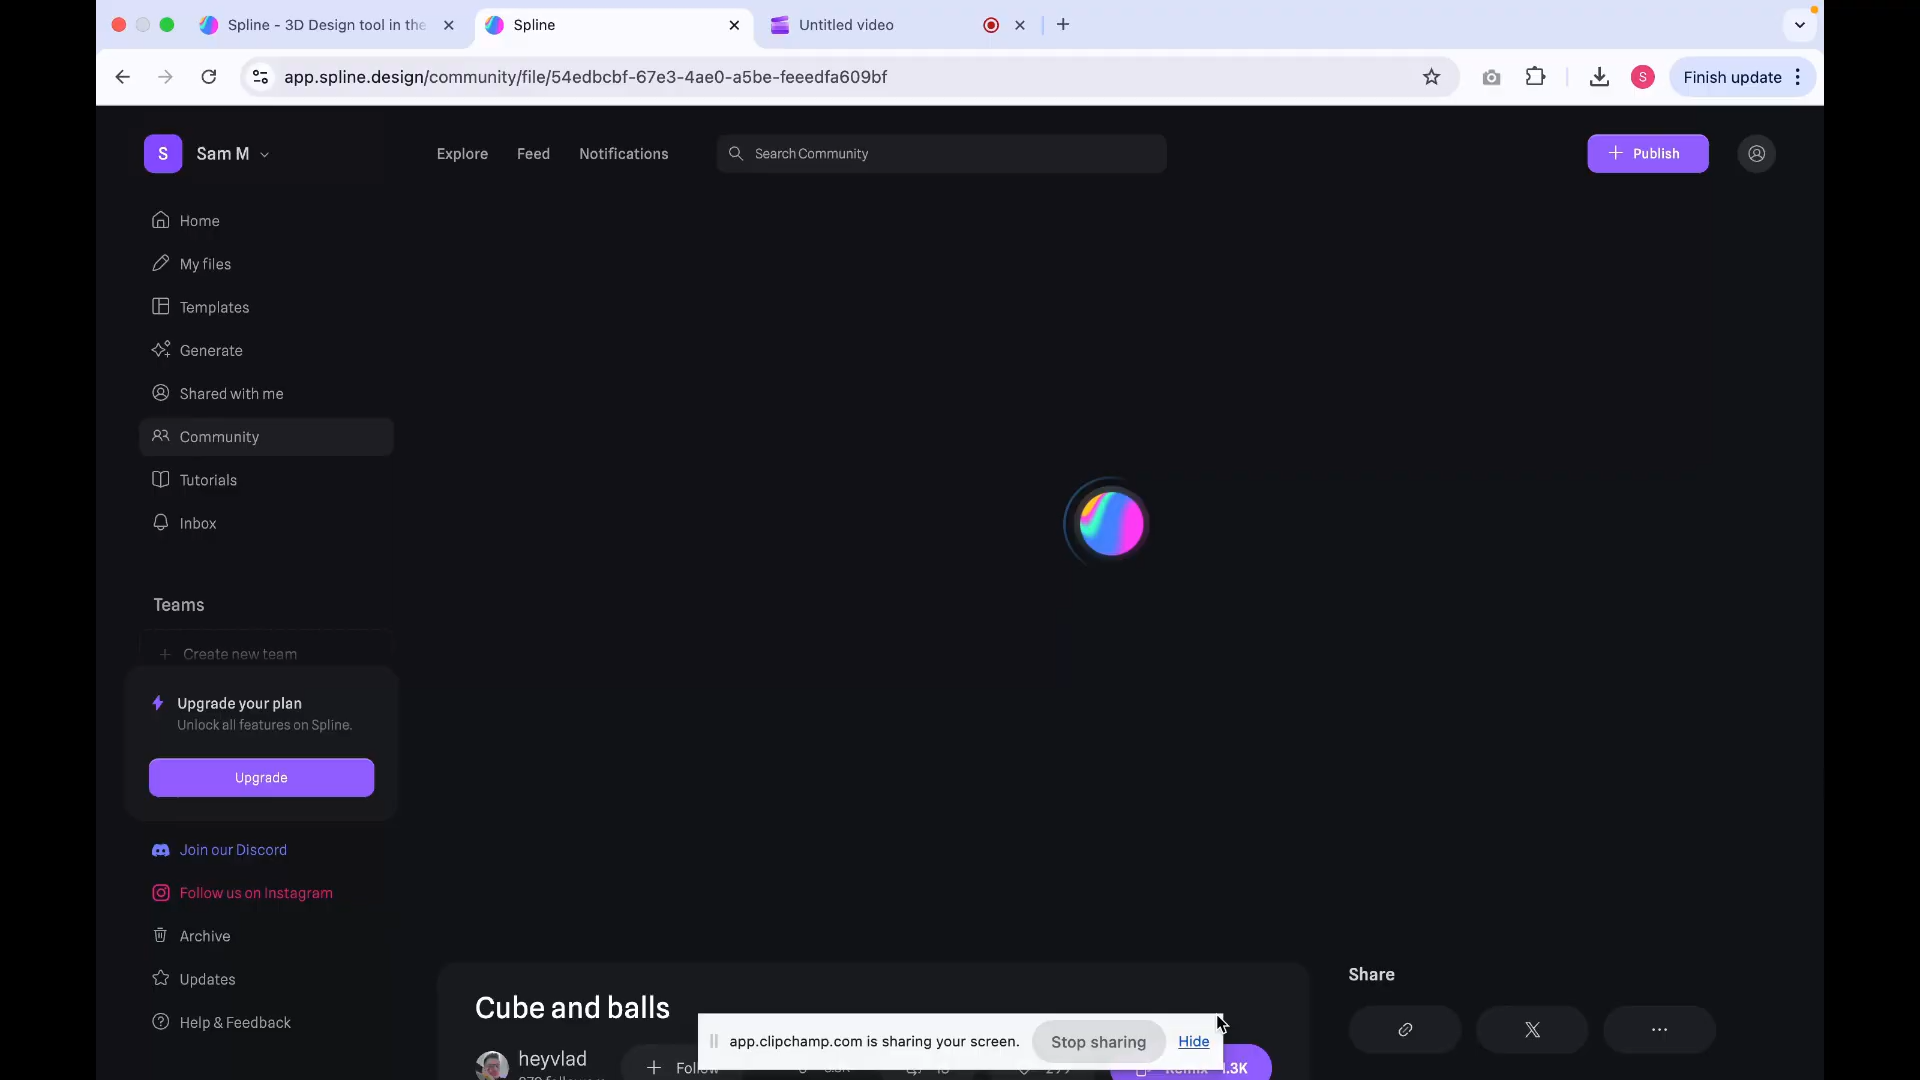 Spline - 3D Design tool in the
Spline
Untitled video
app.spline.design/community/file/54edbcbf-67e3-4ae0-a5be-feeedfa609bf
S
Finish update
S
Sam M
Explore
Feed
Notifications
Search Community
Publish
Home
My files
Templates
Generate
Shared with me
Community
Tutorials
Inbox
Teams
Create new team
Upgrade your plan
Unlock all features on Spline.
Upgrade
Join our Discord
Follow us on Instagram
Archive
Updates
Help & Feedback
Cube and balls
heyvlad
Share
app.clipchamp.com is sharing your screen.
Stop sharing
Hide